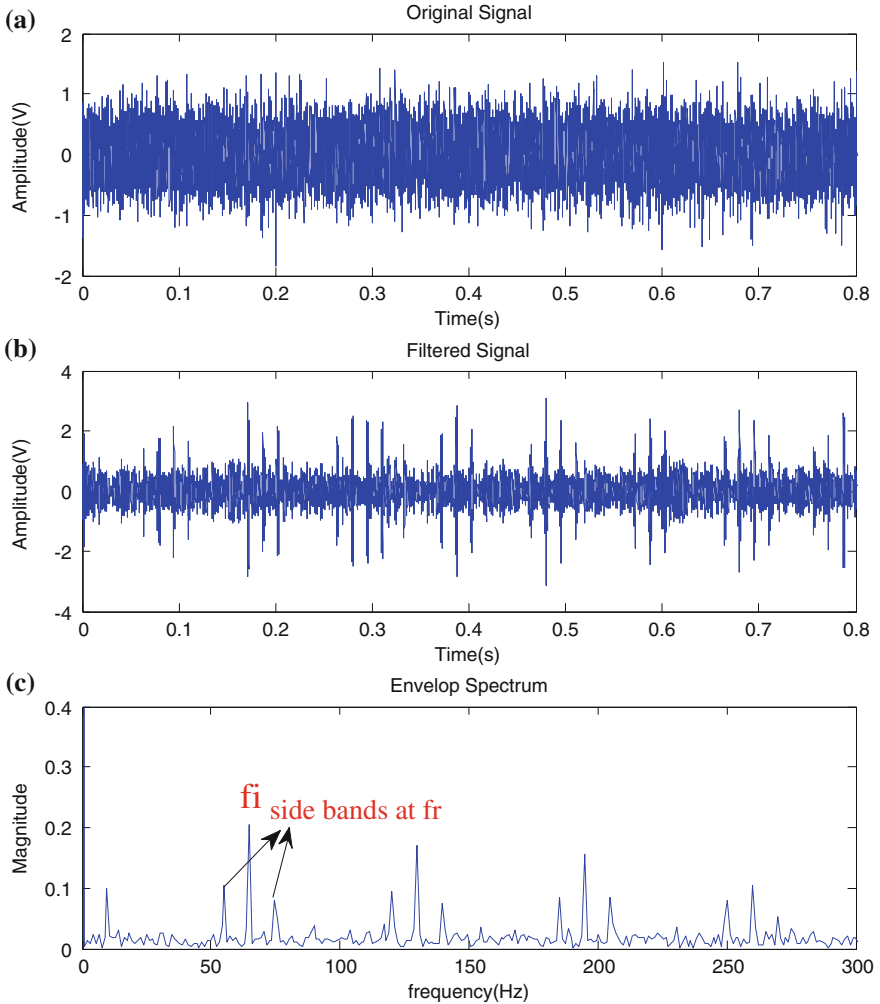 (a)
Original Signal
2
1
0
-1
-2
Amplitude(V)
0 0.1 0.2 0.3 0.4 0.5 0.6 0.7 0.8
Time(s)
(b)
Filtered Signal
4
2
0
-2
-4
Amplitude(V)
0 0.1 0.2 0.3 0.4 0.5 0.6 0.7 0.8
Time(s)
(c)
Envelop Spectrum
0.4
0.3
0.2
0.1
0
Magnitude
fi side bands at fr
0 50 100 150 200 250 300
frequency(Hz)